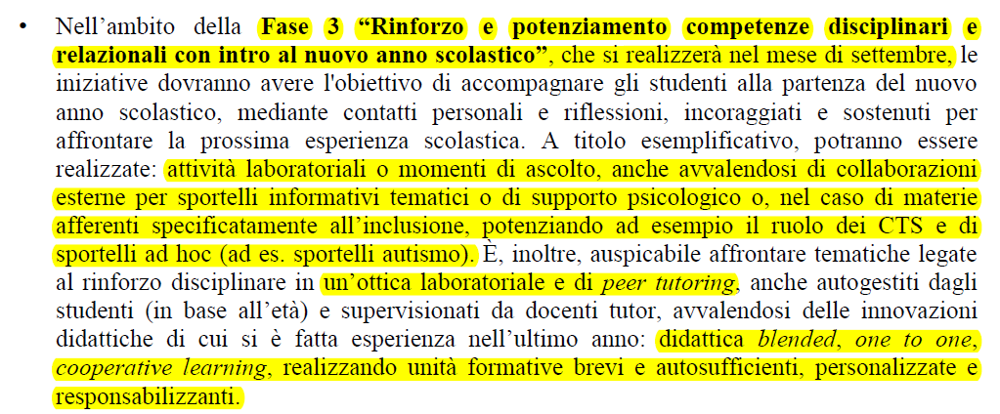 • Nell’ambito della Fase 3 “Rinforzo e potenziamento competenze disciplinari e
relazionali con intro al nuovo anno scolastico”, che si realizzerà nel mese di settembre, le
iniziative dovranno avere l'obiettivo di accompagnare gli studenti alla partenza del nuovo
anno scolastico, mediante contatti personali e riflessioni, incoraggiati e sostenuti per
affrontare la prossima esperienza scolastica. A titolo esemplificativo, potranno essere
realizzate: attività laboratoriali o momenti di ascolto, anche avvalendosi di collaborazioni
esterne per sportelli informativi tematici o di supporto psicologico o, nel caso di materie
afferenti specificatamente all’inclusione, potenziando ad esempio il ruolo dei CTS e di
sportelli ad hoc (ad es. sportelli autismo). È, inoltre, auspicabile affrontare tematiche legate
al rinforzo disciplinare in un’ottica laboratoriale e di peer tutoring, anche autogestiti dagli
studenti (in base all’età) e supervisionati da docenti tutor, avvalendosi delle innovazioni
didattiche di cui si è fatta esperienza nell’ultimo anno: didattica blended, one to one,
cooperative learning, realizzando unità formative brevi e autosufficienti, personalizzate e
responsabilizzanti.